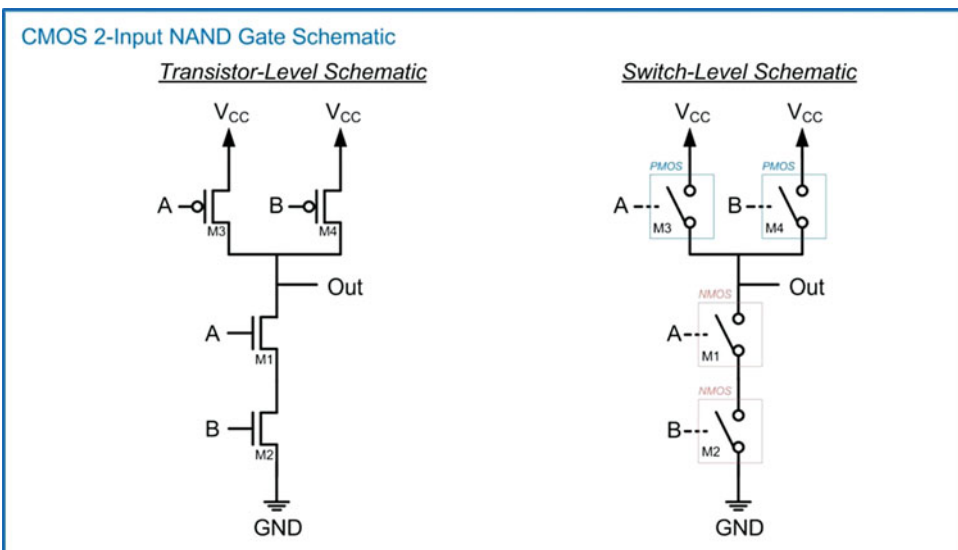 CMOS 2-Input NAND Gate Schematic
Transistor-Level Schematic
VCC
VCC
A
M3
B
M4
Out
A
M1
B
M2
GND
Switch-Level Schematic
VCC
VCC
PMOS
PMOS
A
M3
B
M4
Out
NMOS
A
M1
NMOS
B
M2
GND